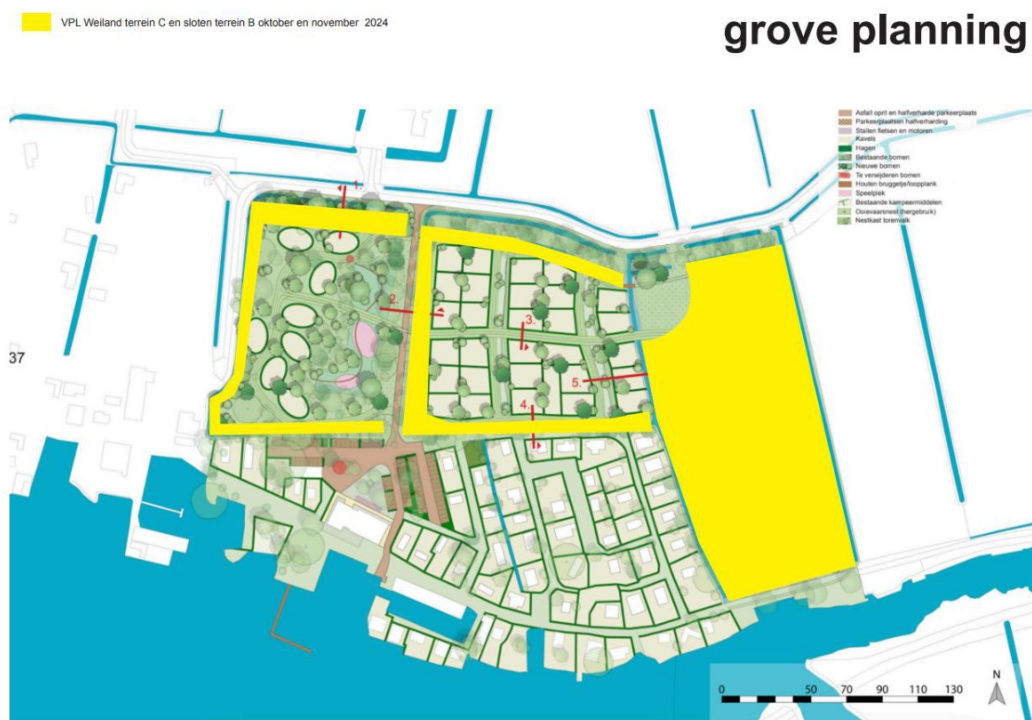 VPL Weiland terrein C en sloten terrein B oktober en november 2024
grove planning
Asfalt oprit en halfverharde parkeerplaats
Parkeerplaatsen halfverharding
Stallen fietsen en motoren
Kavels
Hagen
Bestaande bomen
Nieuwe bomen
Te verwijderen bomen
Houten bruggetje/loopplank
Speelplek
Bestaande kampeermiddelen
Ooievaarsnest (hergebruik)
Nestkast torenvalk
1.
2.
3.
37
5.
4.
N
0 50 70 90 110 130